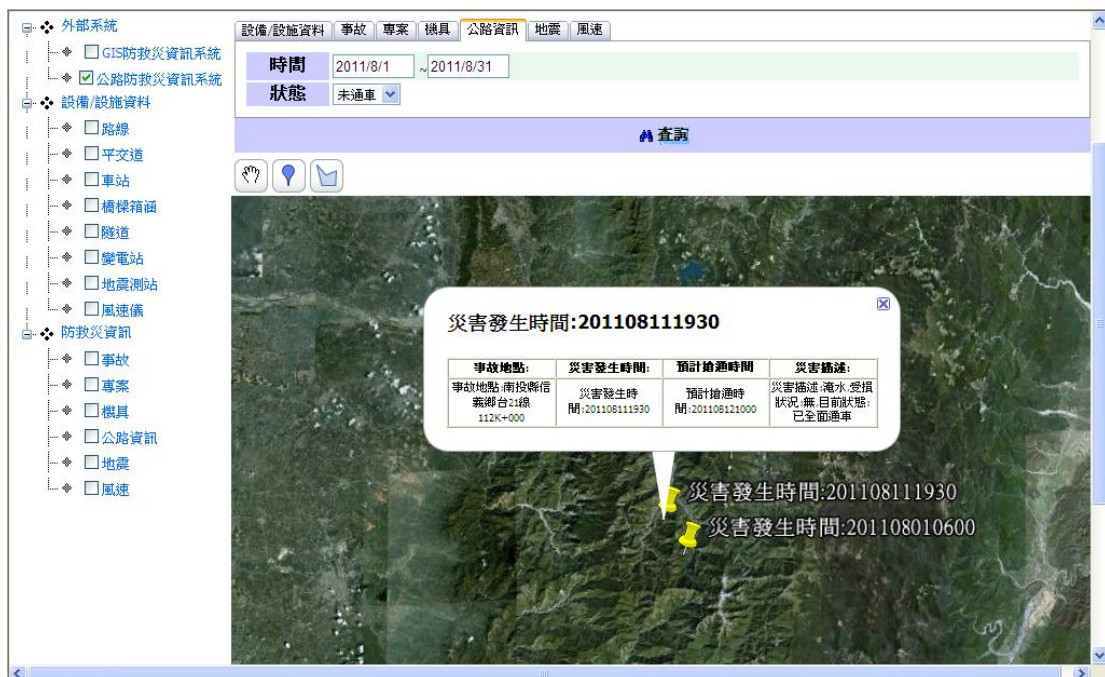 外部系統
GIS防救災資訊系統
公路防救災資訊系統
設備/設施資料
路線
平交道
車站
橋樑箱涵
隧道
變電站
地震測站
風速儀
防救災資訊
事故
專案
機具
公路資訊
地震
風速
設備/設施資料 事故 專案 機具 公路資訊 地震 風速
時間 2011/8/1 ~ 2011/8/31
狀態 未通車
查詢
災害發生時間:201108111930
事故地點: 災害發生時間: 預計搶通時間 災害描述:
事故地點:南投縣信
義鄉台21線
112K+000
災害發生時
間:201108111930
預計搶通時
間:201108121000
災害描述:淹水.受損
狀況:無.目前狀態:
已全面通車
災害發生時間:201108111930
災害發生時間:201108010600